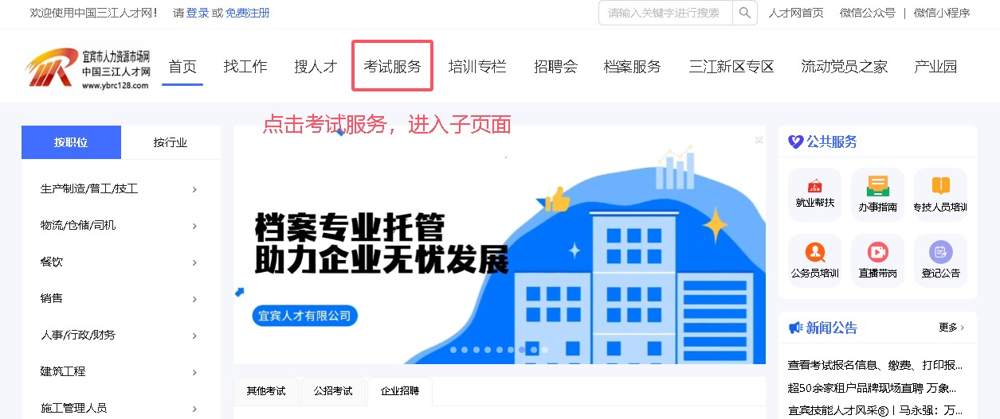 欢迎使用中国三江人才网！ 请 登录 或 免费注册
请输入关键字进行搜索 人才网首页 微信公众号 | 微信小程序
宜宾市人力资源市场网
中国三江人才网
www.ybrc128.com
首页 找工作 搜人才 考试服务 培训专栏 招聘会 档案服务 三江新区专区 流动党员之家 产业园
点击考试服务，进入子页面
按职位 按行业
生产制造/普工/技工
物流/仓储/司机
餐饮
销售
人事/行政/财务
建筑工程
施工管理人员
档案专业托管
助力企业无忧发展
宜宾人才有限公司
其他考试 公招考试 企业招聘
公共服务
JOB
就业帮扶 办事指南 专技人员培训
公务员培训 直播带岗 登记公告
新闻公告 更多
查看考试报名信息、缴费、打印报...
超50余家租户品牌现场直聘 万象...
宜宾技能人才风采⑧丨马永强：万...